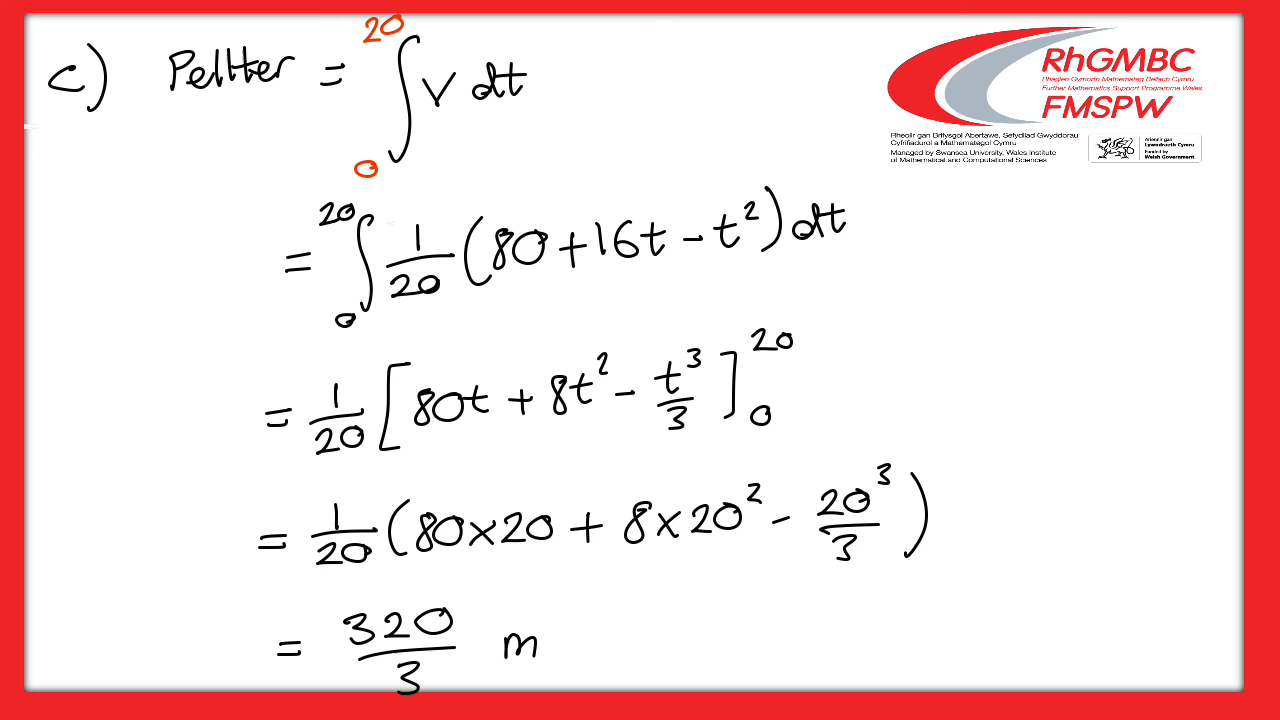 c) Pellter = ∫₀²⁰ v dt
RhGMBC
Rhaglen Gymorth Mathemateg Bellach Cymru
Further Mathematics Support Programme Wales
FMSPW
Rheolir gan Brifysgol Abertawe, Sefydliad Gwyddorau
Cyfrifiadurol a Mathemategol Cymru
Managed by Swansea University, Wales Institute
of Mathematical and Computational Sciences
Ariennir gan
Lywodraeth Cymru
Funded by
Welsh Government
= ∫₀²⁰ 1/20 (80 + 16t − t²) dt
= 1/20 [80t + 8t² − t³/3]₀²⁰
= 1/20 (80×20 + 8×20² − 20³/3)
= 320/3 m